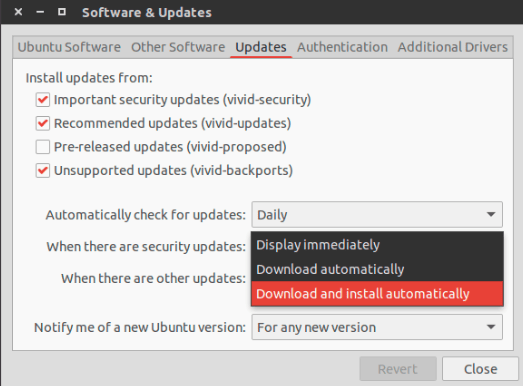 Software & Updates
Ubuntu Software Other Software Updates Authentication Additional Drivers
Install updates from:
Important security updates (vivid-security)
Recommended updates (vivid-updates)
Pre-released updates (vivid-proposed)
Unsupported updates (vivid-backports)
Automatically check for updates: Daily
When there are security updates: Display immediately
Download automatically
When there are other updates: Download and install automatically
Notify me of a new Ubuntu version: For any new version
Revert Close